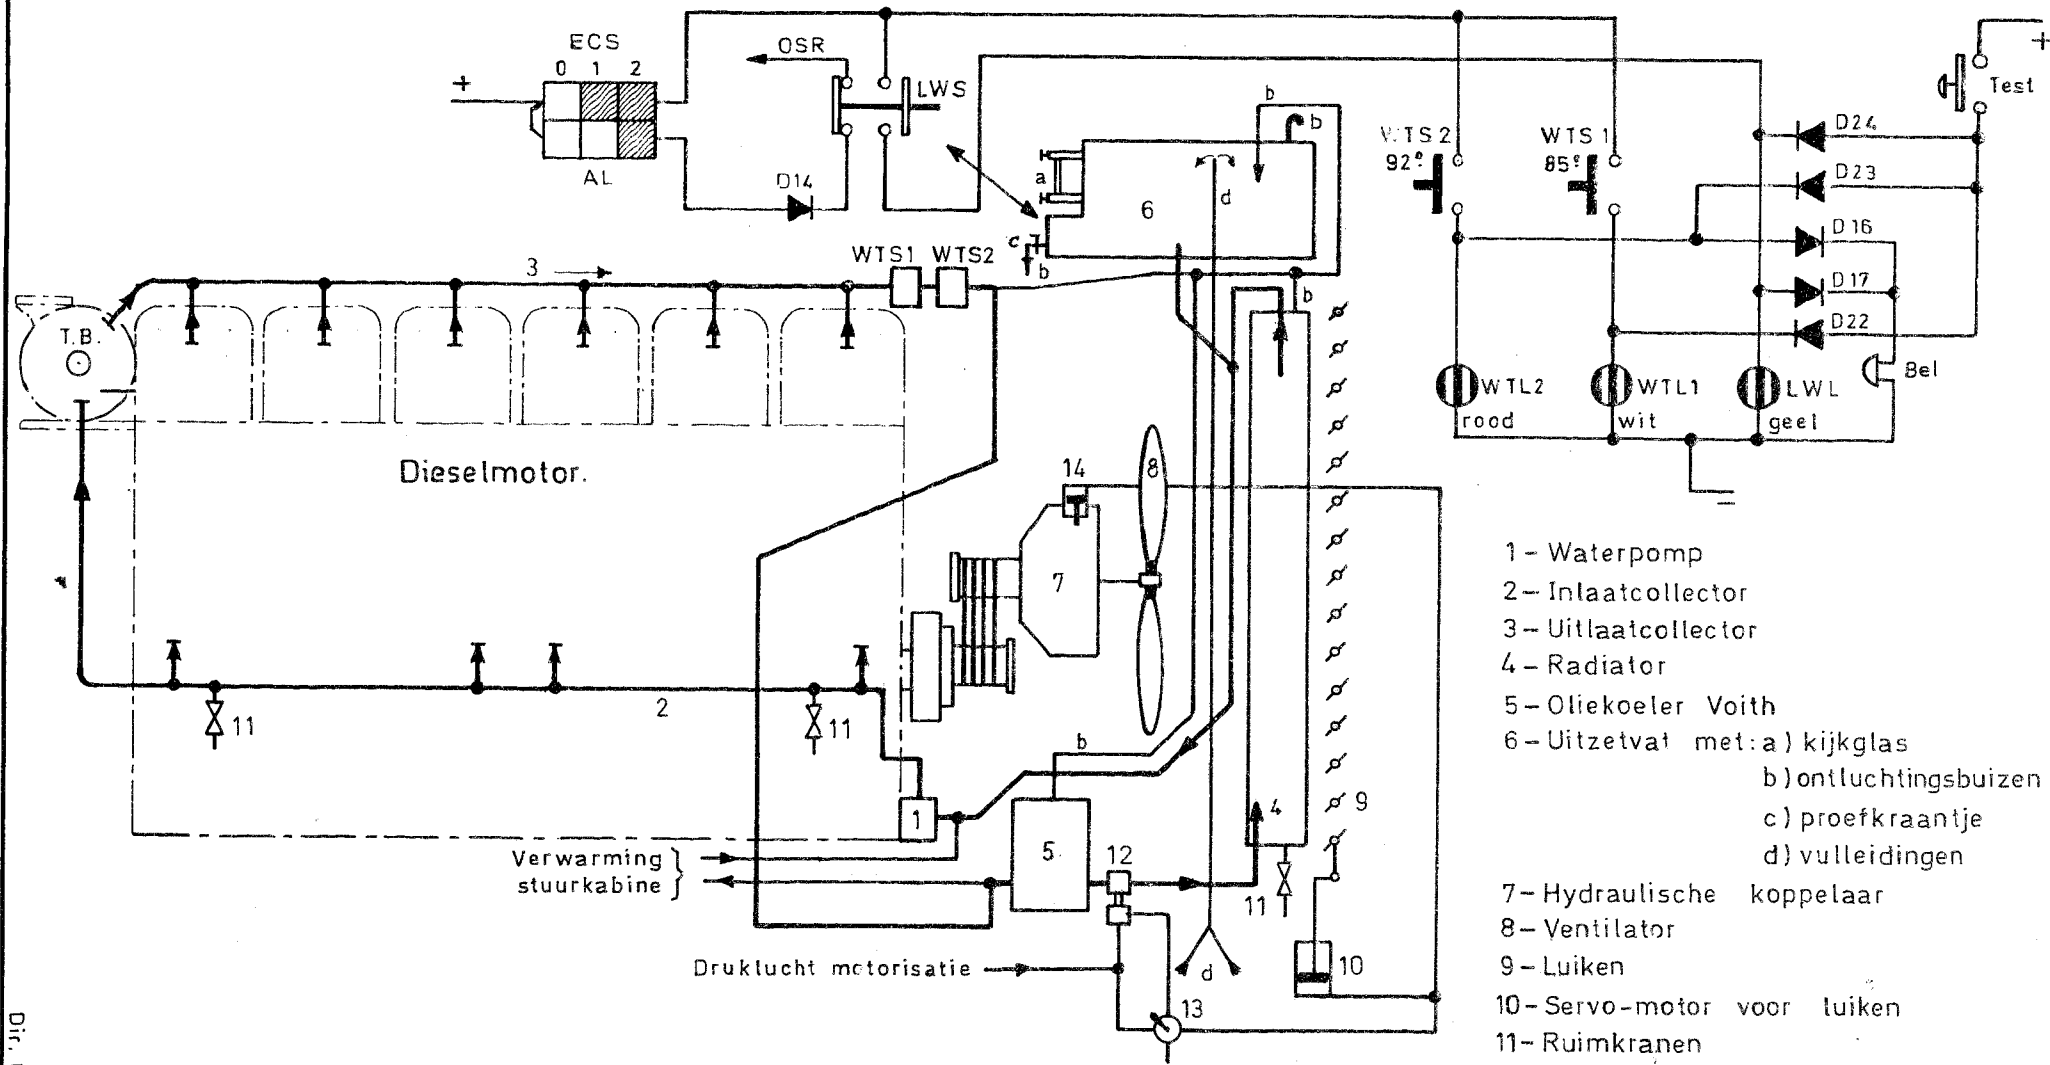 ECS
0 1 2
+
AL
OSR
LWS
D14
a
b
b
d
6
c
b
b
WTS 2
92°
WTS 1
85°
Test
+
D24
D23
D16
D17
D22
Bel
WTL2
rood
WTL1
wit
LWL
geel
T.B.
3
WTS1
WTS2
Dieselmotor.
14
8
7
2
11
11
b
1
5
12
4
9
11
Verwarming
stuurkabine
Druklucht motorisatie
d
10
13
1- Waterpomp
2- Inlaatcollector
3- Uitlaatcollector
4- Radiator
5- Oliekoeler Voith
6- Uitzetvat met: a) kijkglas
b) ontluchtingsbuizen
c) proefkraantje
d) vulleidingen
7- Hydraulische koppelaar
8- Ventilator
9- Luiken
10- Servo-motor voor luiken
11- Ruimkranen
Dir.